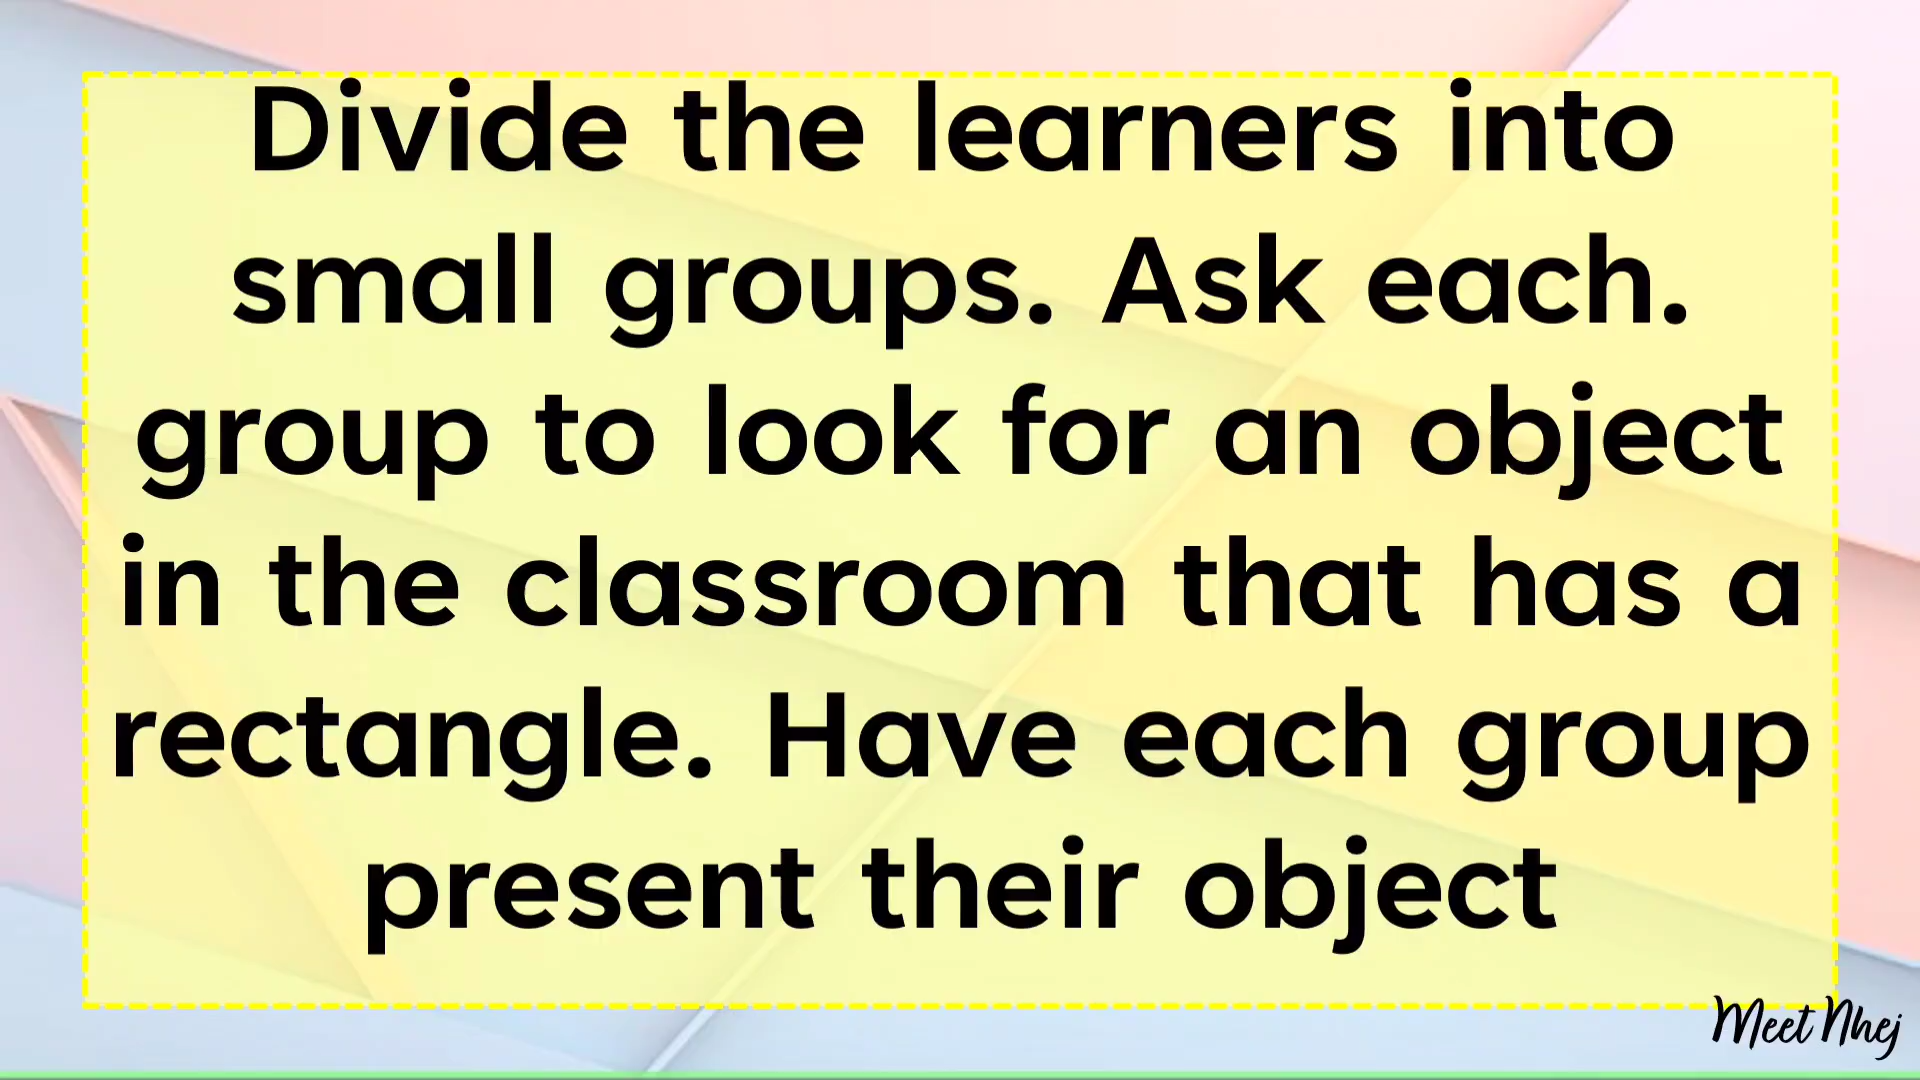 Divide the learners into
small groups. Ask each.
group to look for an object
in the classroom that has a
rectangle. Have each group
present their object
Meet Nhej